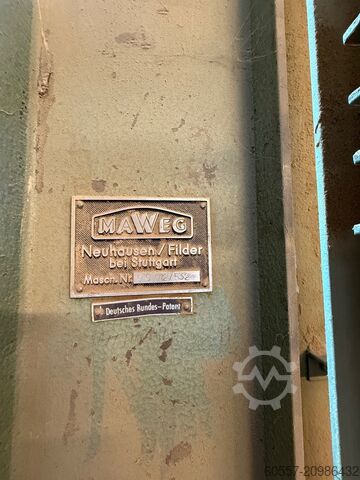 MAWEG
Neuhausen/Filder
bei Stuttgart
Masch. Nr.
Deutsches Bundes-Patent
60557-20986432